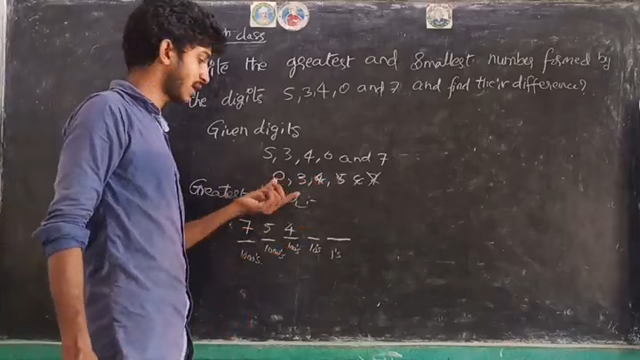 th class
the greatest and smallest number formed by
the digits 5,3,4,0 and 7 and find their difference?
Given digits
5, 3, 4, 0 and 7
0, 3, 4, 5 & 7
Greatest
7 5 4 _ _
10's 1's